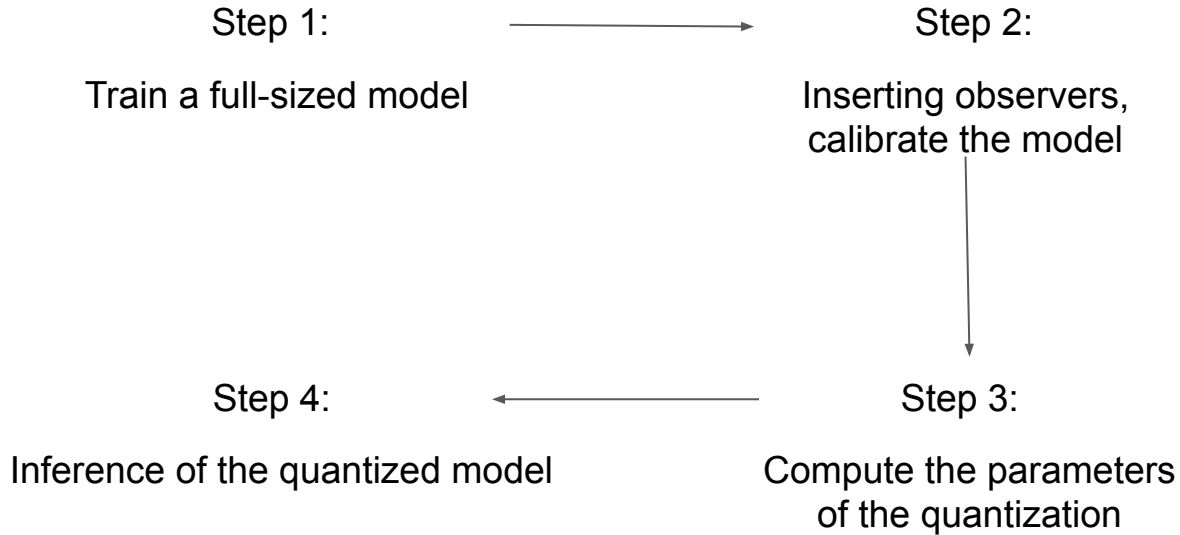 Step 1:
Train a full-sized model
Step 2:
Inserting observers,
calibrate the model
Step 3:
Compute the parameters
of the quantization
Step 4:
Inference of the quantized model